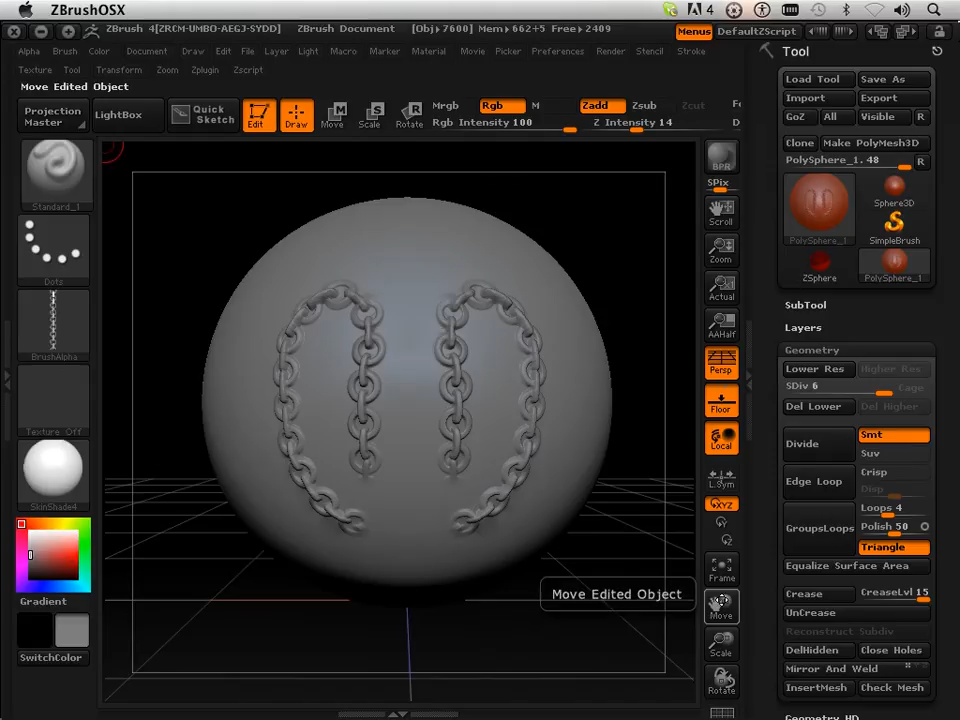 ZBrushOSX
4
ZBrush 4[ZRCM-UMBO-AEGJ-SYDD]
ZBrush Document
[Obj▸7600] Mem▸662+5 Free▸2409
Menus
DefaultZScript
Alpha Brush Color Document Draw Edit File Layer Light Macro Marker Material Movie Picker Preferences Render Stencil Stroke
Texture Tool Transform Zoom Zplugin Zscript
Move Edited Object
Projection
Master
LightBox
Quick
Sketch
Edit
Draw
Move
Scale
Rotate
Mrgb
Rgb
M
Rgb Intensity 100
Zadd
Zsub
Zcut
Z Intensity 14
Standard_1
Dots
BrushAlpha
Texture Off
SkinShade4
Gradient
SwitchColor
BPR
SPix
Scroll
Zoom
Actual
AAHalf
Persp
Floor
Local
L.Sym
XYZ
Frame
Move
Scale
Rotate
Move Edited Object
Tool
Load Tool
Save As
Import
Export
GoZ
All
Visible
R
Clone
Make PolyMesh3D
PolySphere_1. 48
R
PolySphere_1
Sphere3D
SimpleBrush
ZSphere
PolySphere_1
SubTool
Layers
Geometry
Lower Res
Higher Res
SDiv 6
Cage
Del Lower
Del Higher
Divide
Smt
Suv
Edge Loop
Crisp
Disp
GroupsLoops
Loops 4
Polish 50
Triangle
Equalize Surface Area
Crease
CreaseLvl 15
UnCrease
Reconstruct Subdiv
DelHidden
Close Holes
Mirror And Weld
InsertMesh
Check Mesh
Geometry HD